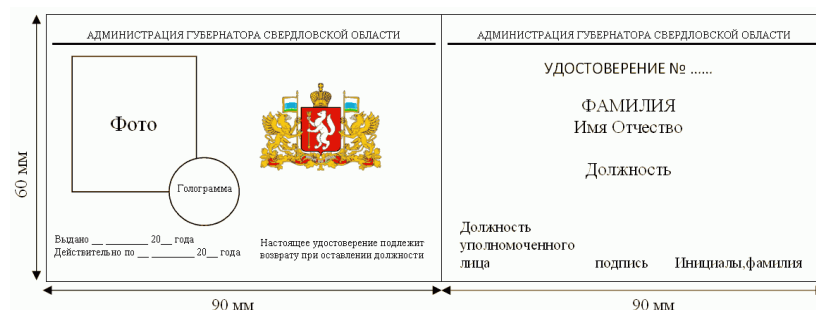 АДМИНИСТРАЦИЯ ГУБЕРНАТОРА СВЕРДЛОВСКОЙ ОБЛАСТИ
Фото
Голограмма
Выдано __ ________ 20__ года
Действительно по __ ________ 20__ года
Настоящее удостоверение подлежит
возврату при оставлении должности
АДМИНИСТРАЦИЯ ГУБЕРНАТОРА СВЕРДЛОВСКОЙ ОБЛАСТИ
УДОСТОВЕРЕНИЕ № ......
ФАМИЛИЯ
Имя Отчество
Должность
Должность
уполномоченного
лица
подпись
Инициалы,фамилия
60 мм
90 мм
90 мм